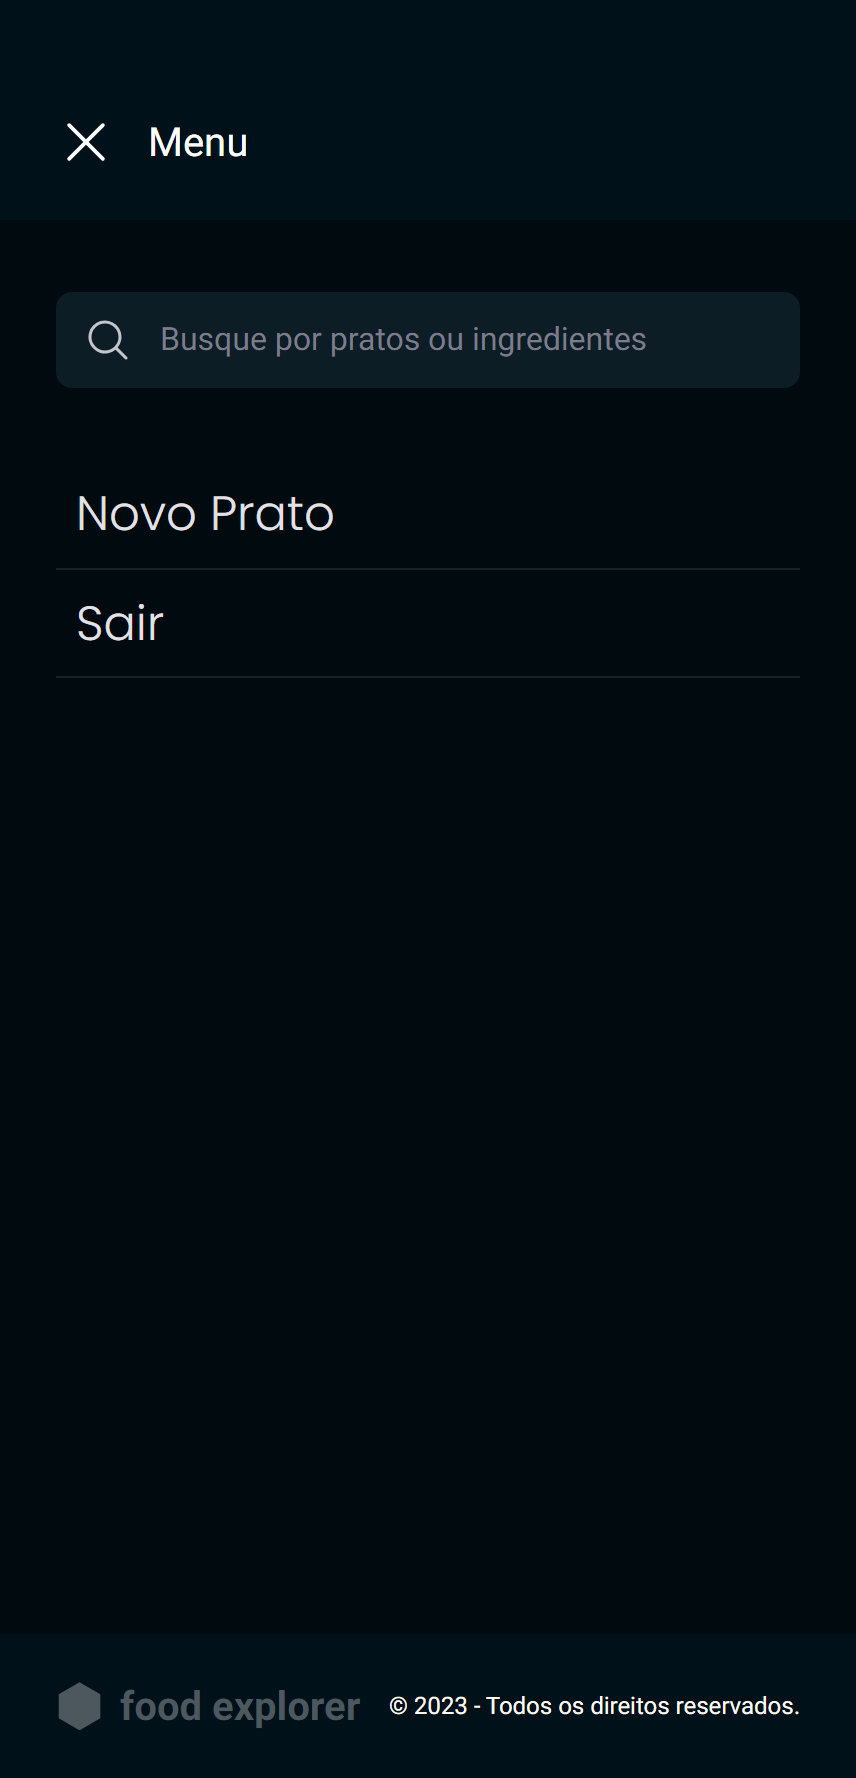 Menu
Busque por pratos ou ingredientes
Novo Prato
Sair
food explorer © 2023 - Todos os direitos reservados.